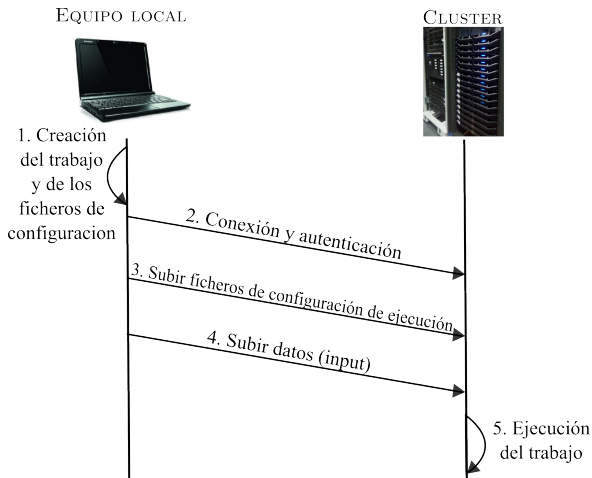 EQUIPO LOCAL
CLUSTER
1. Creación
del trabajo
y de los
ficheros de
configuracion
2. Conexión y autenticación
3. Subir ficheros de configuración de ejecución
4. Subir datos (input)
5. Ejecución
del trabajo